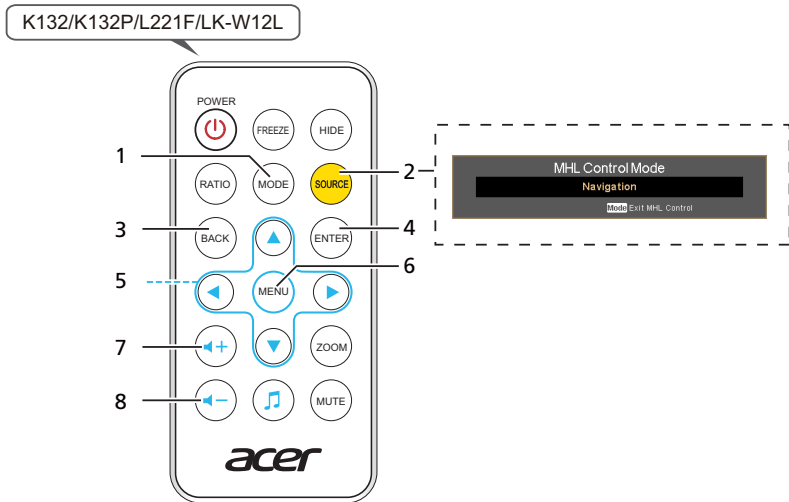 K132/K132P/L221F/LK-W12L
POWER
FREEZE
HIDE
1
RATIO
MODE
SOURCE
2
MHL Control Mode
Navigation
Mode Exit MHL Control
3
BACK
ENTER
4
5
MENU
6
7
ZOOM
8
MUTE
acer